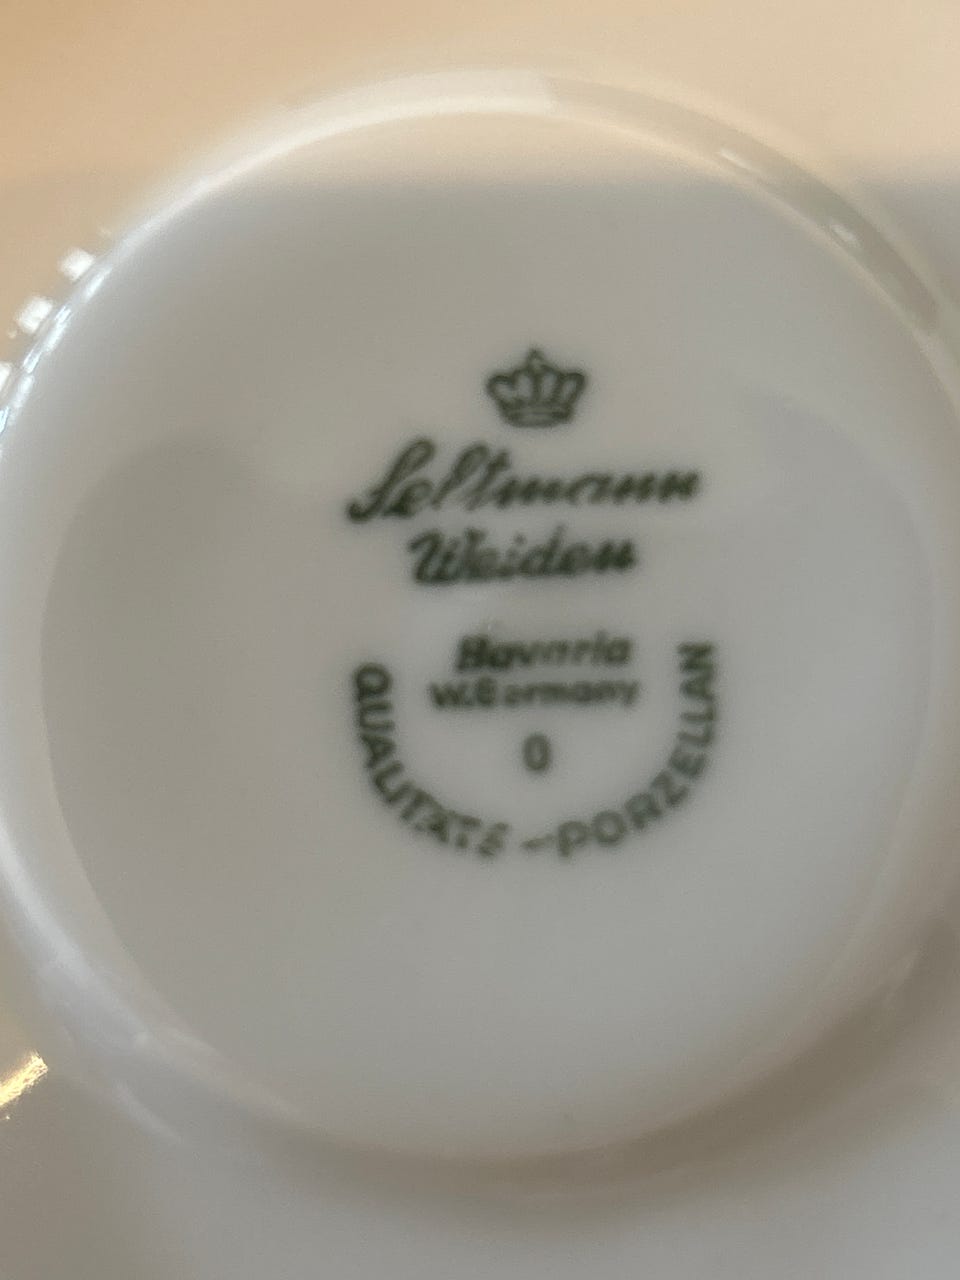 Seltmann
Weiden
Bavaria
W.Germany
0
QUALITÄTS-PORZELLAN